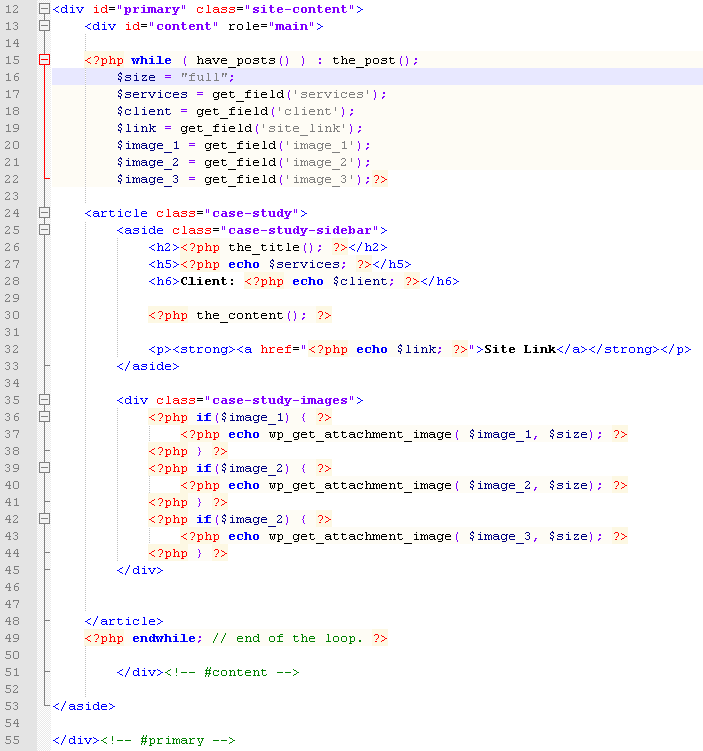 12 <div id="primary" class="site-content">
13 <div id="content" role="main">
14
15 <?php while ( have_posts() ) : the_post();
16 $size = "full";
17 $services = get_field('services');
18 $client = get_field('client');
19 $link = get_field('site_link');
20 $image_1 = get_field('image_1');
21 $image_2 = get_field('image_2');
22 $image_3 = get_field('image_3');?>
23
24 <article class="case-study">
25 <aside class="case-study-sidebar">
26 <h2><?php the_title(); ?></h2>
27 <h5><?php echo $services; ?></h5>
28 <h6>Client: <?php echo $client; ?></h6>
29
30 <?php the_content(); ?>
31
32 <p><strong><a href="<?php echo $link; ?>">Site Link</a></strong></p>
33 </aside>
34
35 <div class="case-study-images">
36 <?php if($image_1) { ?>
37 <?php echo wp_get_attachment_image( $image_1, $size); ?>
38 <?php } ?>
39 <?php if($image_2) { ?>
40 <?php echo wp_get_attachment_image( $image_2, $size); ?>
41 <?php } ?>
42 <?php if($image_2) { ?>
43 <?php echo wp_get_attachment_image( $image_3, $size); ?>
44 <?php } ?>
45 </div>
46
47
48 </article>
49 <?php endwhile; // end of the loop. ?>
50
51 </div><!-- #content -->
52
53 </aside>
54
55 </div><!-- #primary -->